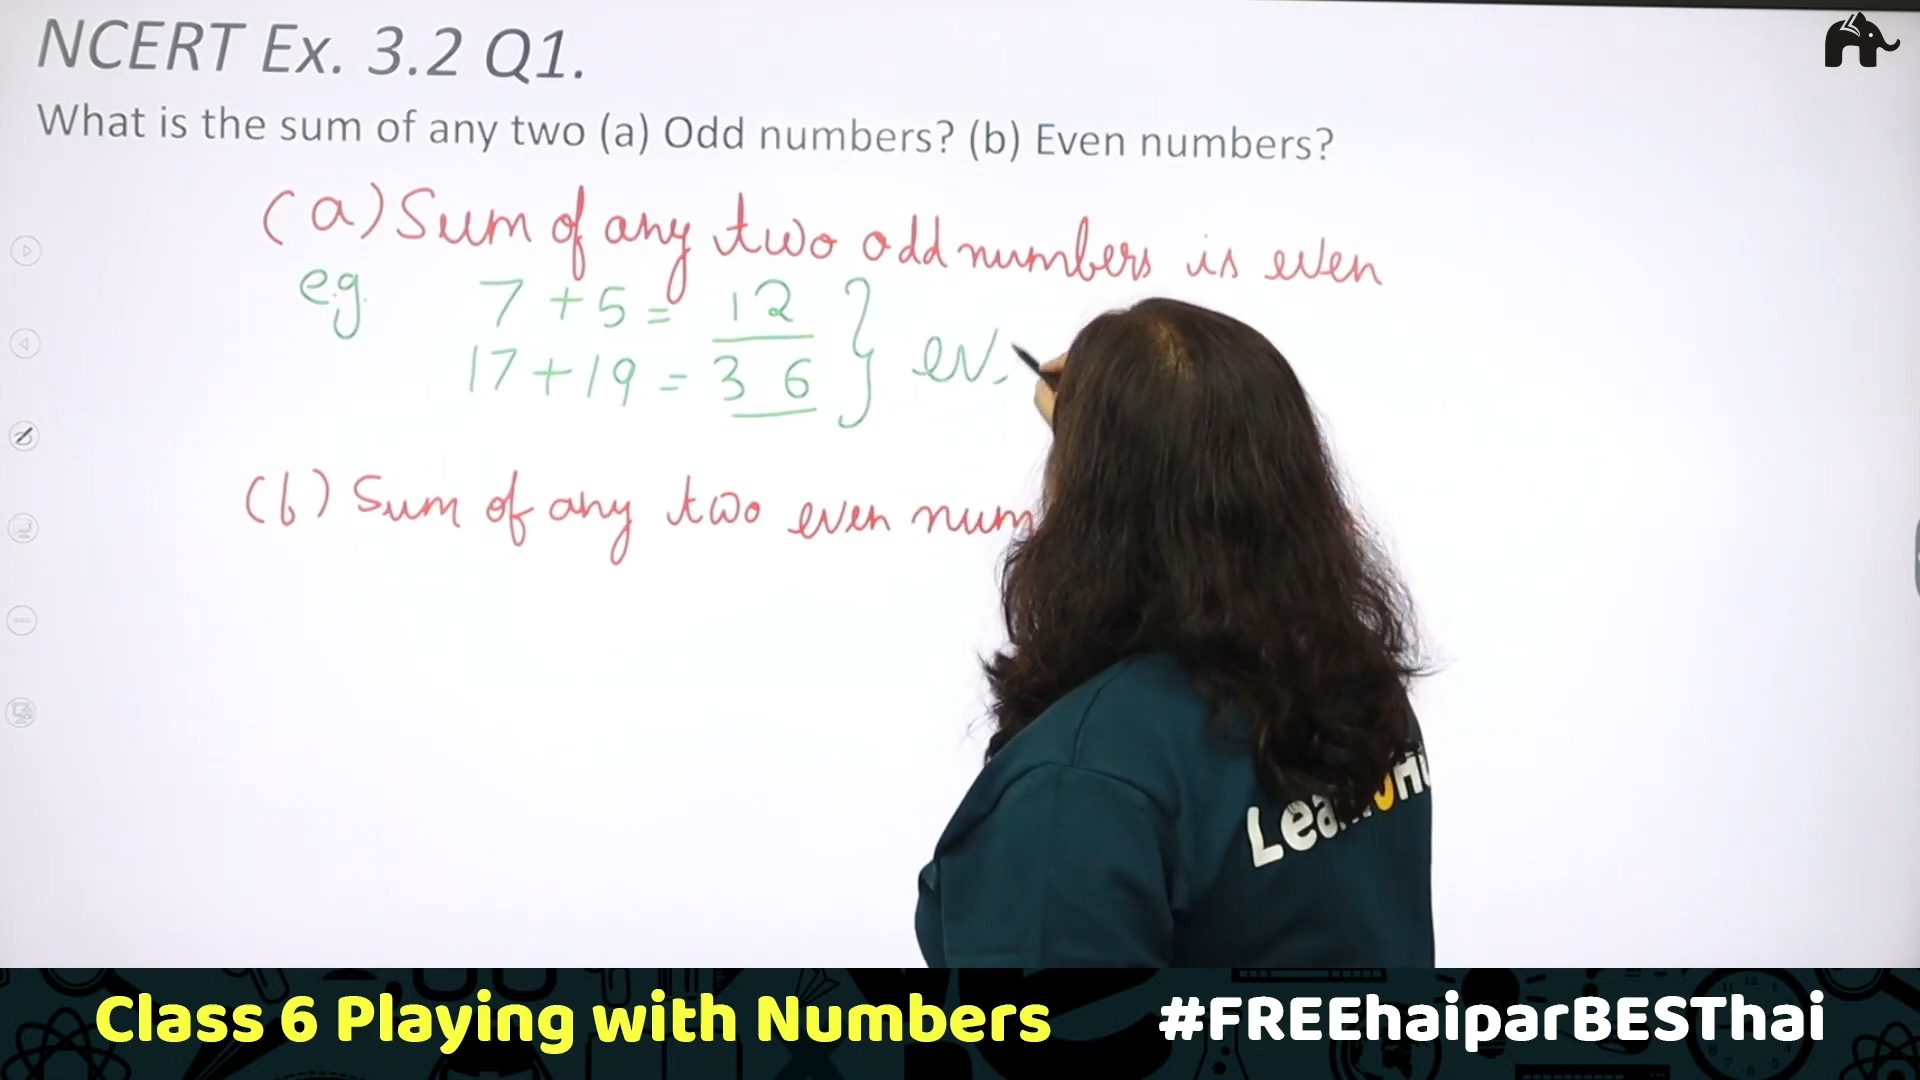 NCERT Ex. 3.2 Q1.
What is the sum of any two (a) Odd numbers? (b) Even numbers?
(a) Sum of any two odd numbers is even
e.g. 7 + 5 = 12
17 + 19 = 36 } ev
(b) Sum of any two even num
Class 6 Playing with Numbers #FREEhaiparBESThai